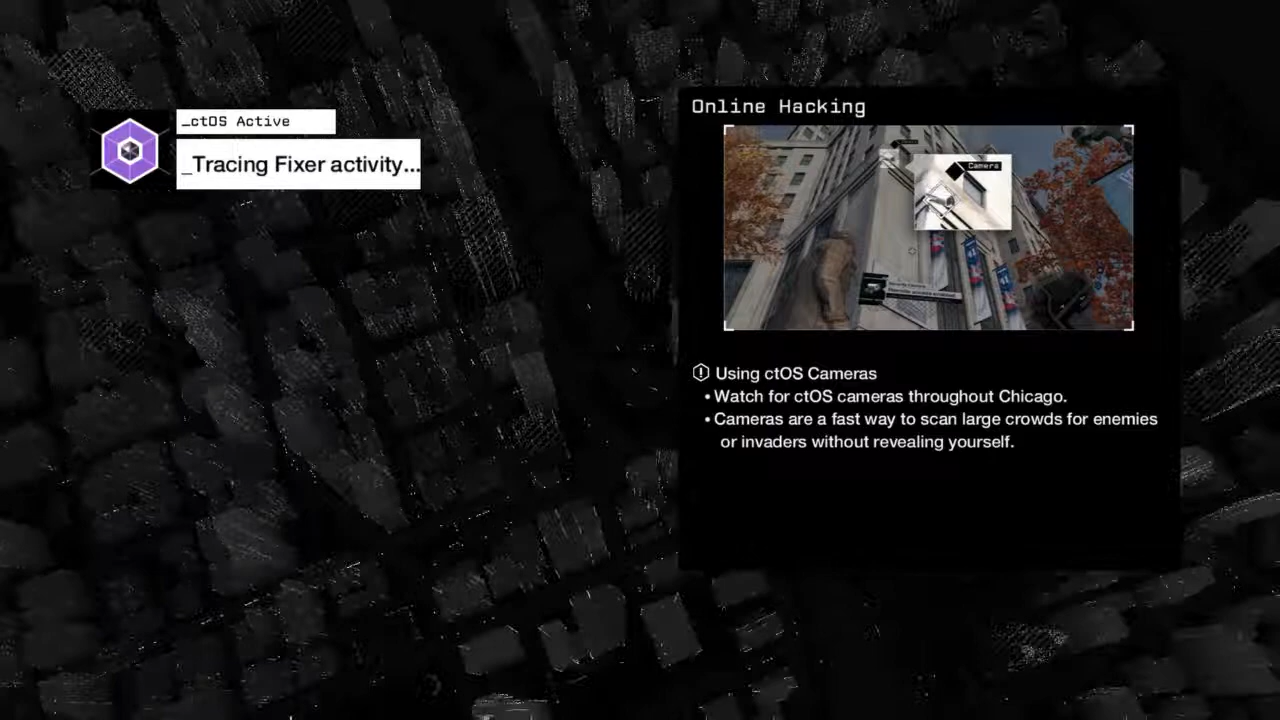 _ctOS Active
_Tracing Fixer activity...
Online Hacking
Camera
Using ctOS Cameras
• Watch for ctOS cameras throughout Chicago.
• Cameras are a fast way to scan large crowds for enemies
or invaders without revealing yourself.